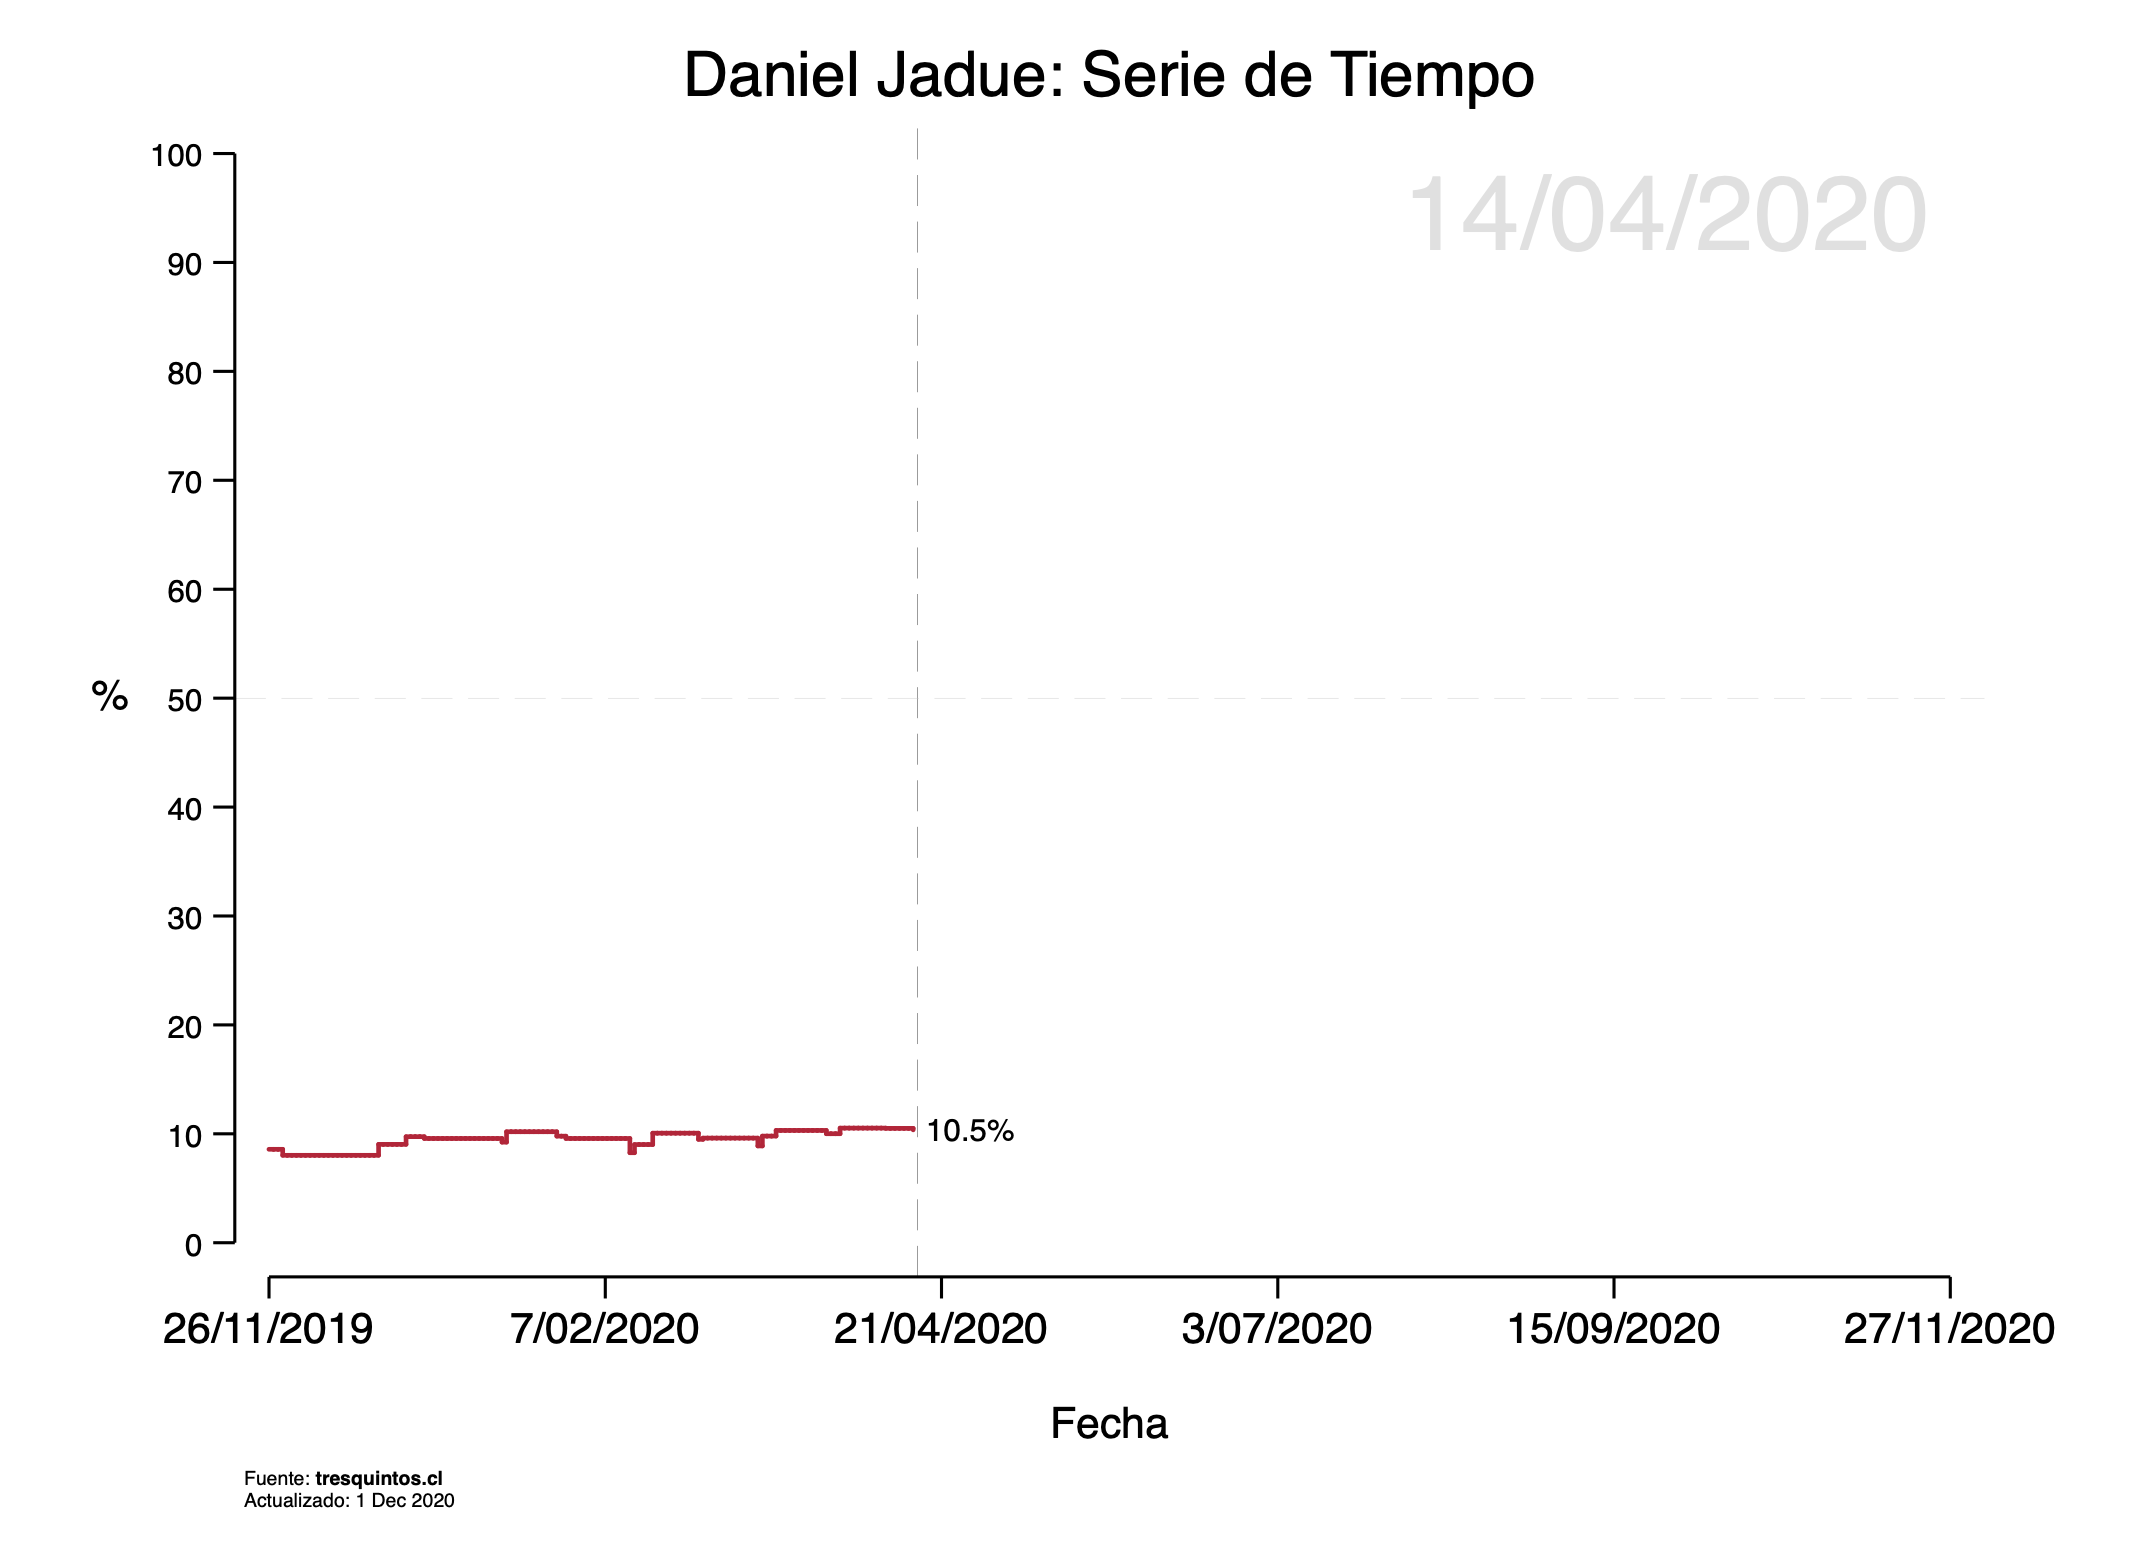 Daniel Jadue: Serie de Tiempo
14/04/2020
100
90
80
70
60
50
40
30
20
10
0
%
10.5%
26/11/2019 7/02/2020 21/04/2020 3/07/2020 15/09/2020 27/11/2020
Fecha
Fuente: tresquintos.cl
Actualizado: 1 Dec 2020